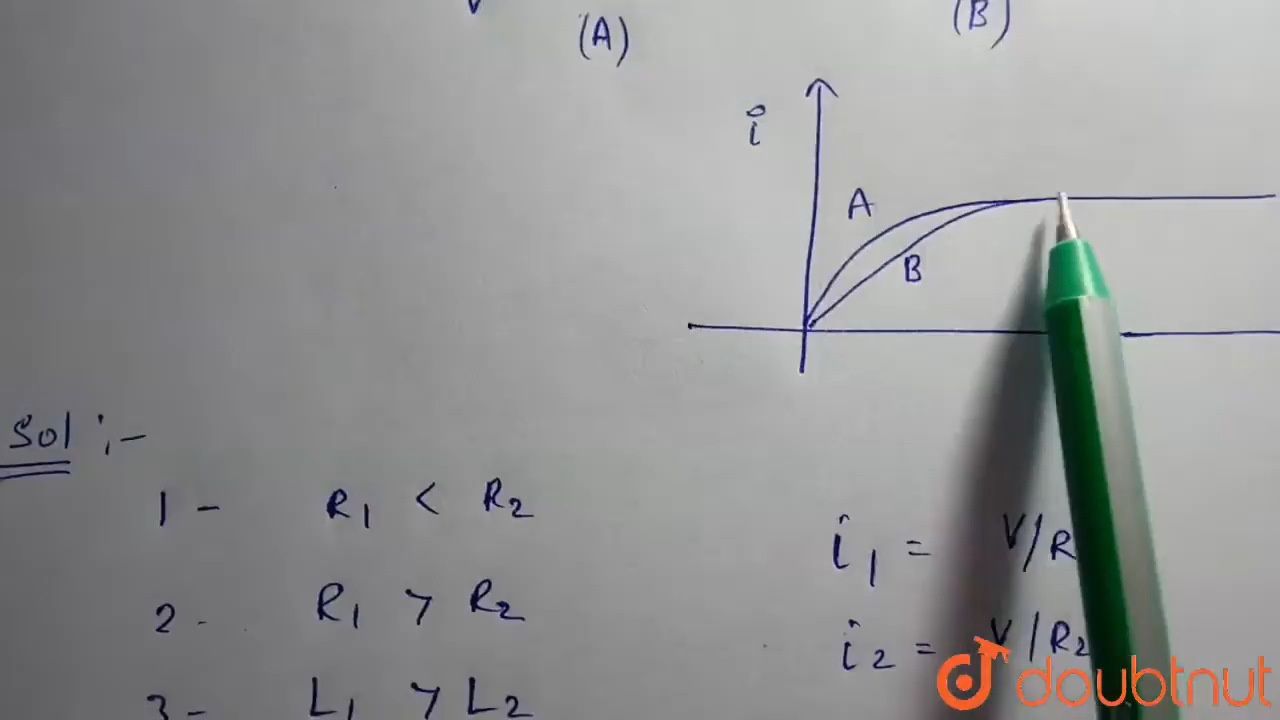 (A) (B)
i
A
B
Sol :-
1 - R1 < R2
i1 = V/R
2 - R1 > R2
i2 = V/R2
3 - L1 > L2
doubtnut